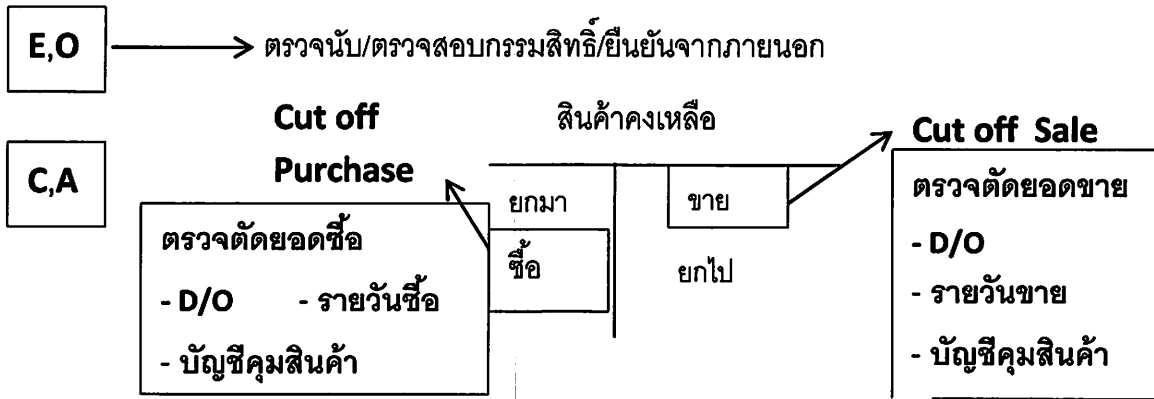 E,O
ตรวจนับ/ตรวจสอบกรรมสิทธิ์/ยืนยันจากภายนอก
C,A
Cut off
Purchase
สินค้าคงเหลือ
Cut off Sale
ยกมา
ขาย
ซื้อ
ยกไป
ตรวจตัดยอดซื้อ
- D/O - รายวันซื้อ
- บัญชีคุมสินค้า
ตรวจตัดยอดขาย
- D/O
- รายวันขาย
- บัญชีคุมสินค้า